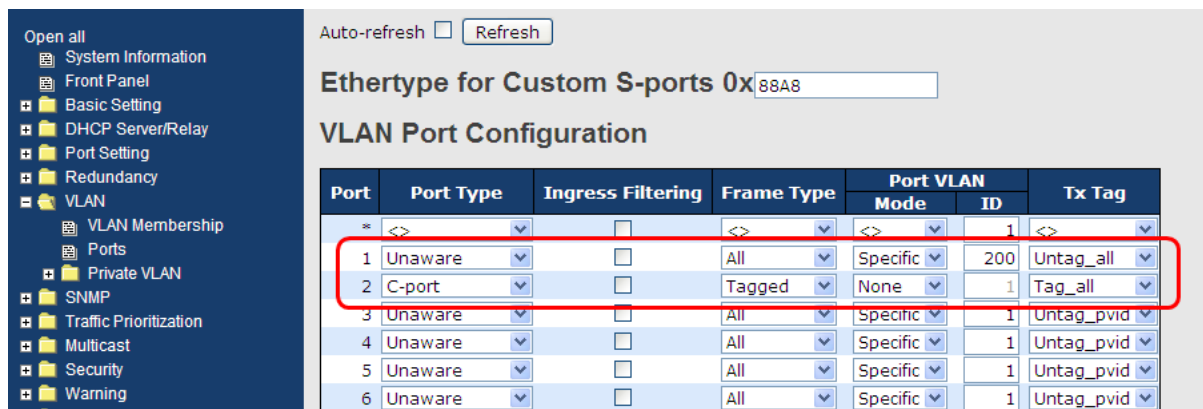 Open all
System Information
Front Panel
Basic Setting
DHCP Server/Relay
Port Setting
Redundancy
VLAN
VLAN Membership
Ports
Private VLAN
SNMP
Traffic Prioritization
Multicast
Security
Warning
Auto-refresh Refresh
Ethertype for Custom S-ports 0x 88A8
VLAN Port Configuration
Port Port Type Ingress Filtering Frame Type Port VLAN Tx Tag
Mode ID
* <> <> <> 1 <>
1 Unaware All Specific 200 Untag_all
2 C-port Tagged None 1 Tag_all
3 Unaware All Specific 1 Untag_pvid
4 Unaware All Specific 1 Untag_pvid
5 Unaware All Specific 1 Untag_pvid
6 Unaware All Specific 1 Untag_pvid